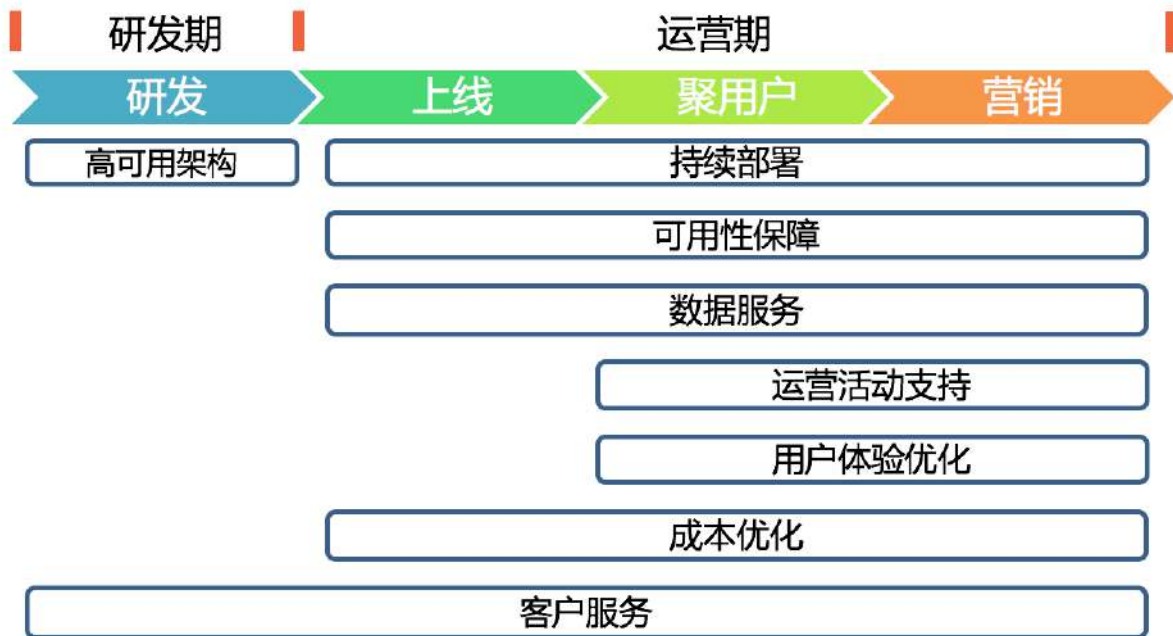 研发期 运营期
研发 上线 聚用户 营销
高可用架构 持续部署
可用性保障
数据服务
运营活动支持
用户体验优化
成本优化
客户服务